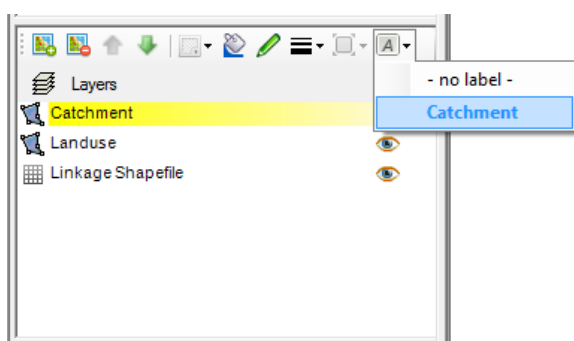 A
Layers
- no label -
Catchment
Catchment
Landuse
Linkage Shapefile